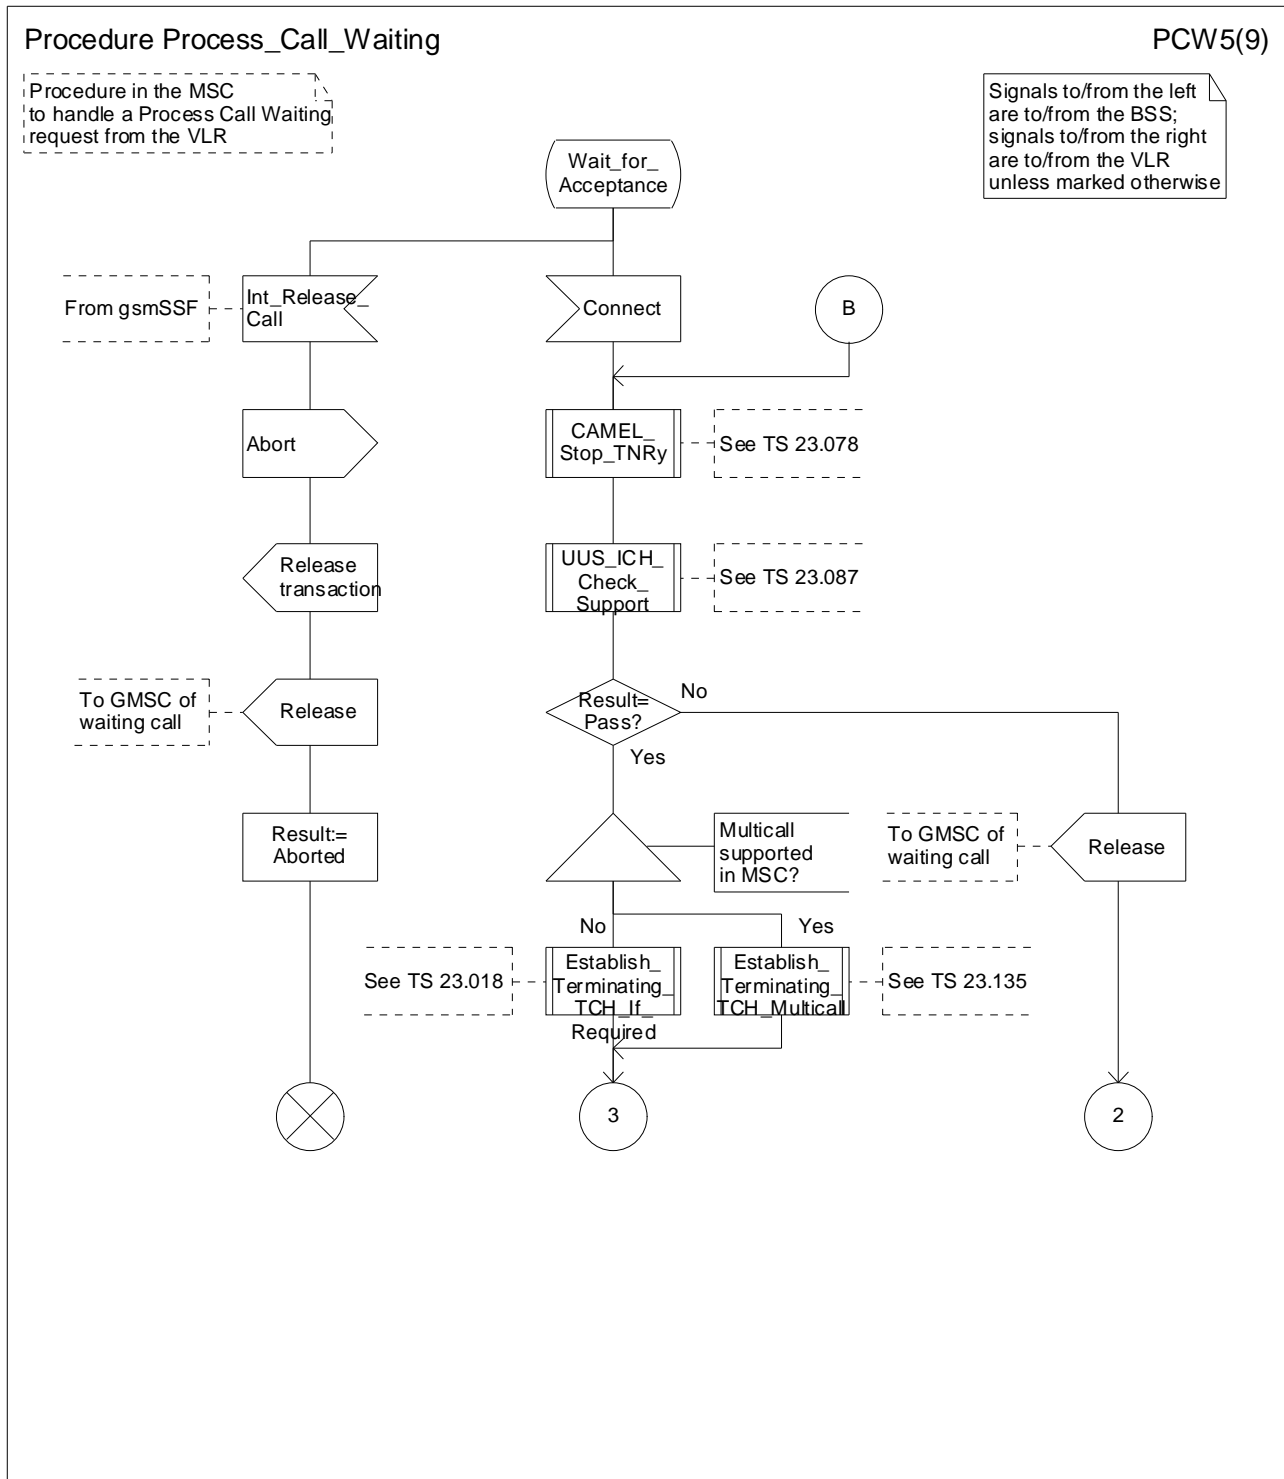 Procedure Process_Call_Waiting
PCW5(9)
Procedure in the MSC
to handle a Process Call Waiting
request from the VLR
Signals to/from the left
are to/from the BSS;
signals to/from the right
are to/from the VLR
unless marked otherwise
Wait_for_
Acceptance
From gsmSSF
Int_Release_
Call
Connect
B
Abort
CAMEL_
Stop_TNRy
See TS 23.078
Release
transaction
UUS_ICH_
Check_
Support
See TS 23.087
To GMSC of
waiting call
Release
Result=
Pass?
No
Yes
Result:=
Aborted
Multicall
supported
in MSC?
To GMSC of
waiting call
Release
No
Yes
See TS 23.018
Establish_
Terminating_
TCH_If_
Required
Establish_
Terminating_
TCH_Multicall
See TS 23.135
3
2